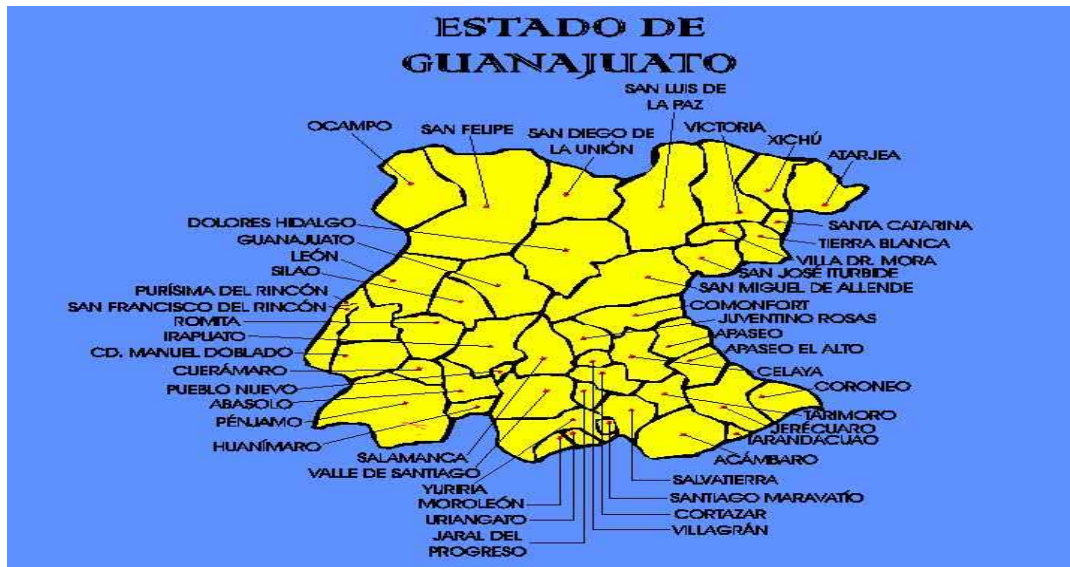 ESTADO DE
GUANAJUATO
SAN LUIS DE
LA PAZ
OCAMPO
SAN FELIPE
SAN DIEGO DE
LA UNIÓN
VICTORIA
XICHÚ
ATARJEA
DOLORES HIDALGO
GUANAJUATO
LEÓN
SILAO
PURÍSIMA DEL RINCÓN
SAN FRANCISCO DEL RINCÓN
ROMITA
IRAPUATO
CD. MANUEL DOBLADO
CUERÁMARO
PUEBLO NUEVO
ABASOLO
PÉNJAMO
HUANÍMARO
SALAMANCA
VALLE DE SANTIAGO
YURIRIA
MOROLEÓN
URIANGATO
JARAL DEL
PROGRESO
SANTA CATARINA
TIERRA BLANCA
VILLA DR. MORA
SAN JOSÉ ITURBIDE
SAN MIGUEL DE ALLENDE
COMONFORT
JUVENTINO ROSAS
APASEO
APASEO EL ALTO
CELAYA
CORONEO
TARIMORO
JERÉCUARO
TARANDACUAO
ACÁMBARO
SALVATIERRA
SANTIAGO MARAVATÍO
CORTAZAR
VILLAGRÁN